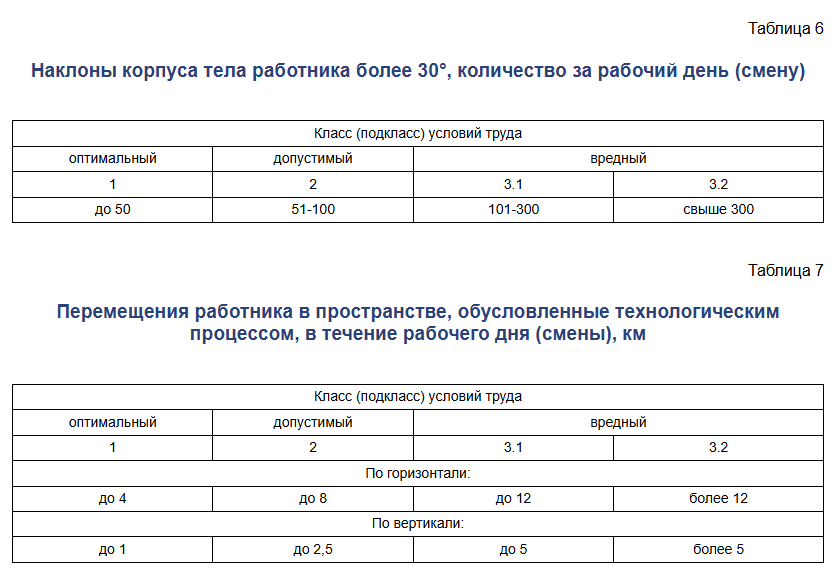 Таблица 6
Наклоны корпуса тела работника более 30°, количество за рабочий день (смену)
Класс (подкласс) условий труда
оптимальный допустимый вредный
1 2 3.1 3.2
до 50 51-100 101-300 свыше 300
Таблица 7
Перемещения работника в пространстве, обусловленные технологическим
процессом, в течение рабочего дня (смены), км
Класс (подкласс) условий труда
оптимальный допустимый вредный
1 2 3.1 3.2
По горизонтали:
до 4 до 8 до 12 более 12
По вертикали:
до 1 до 2,5 до 5 более 5